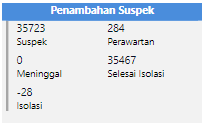 Penambahan Suspek
35723 284
Suspek Perawartan
0 35467
Meninggal Selesai Isolasi
-28
Isolasi